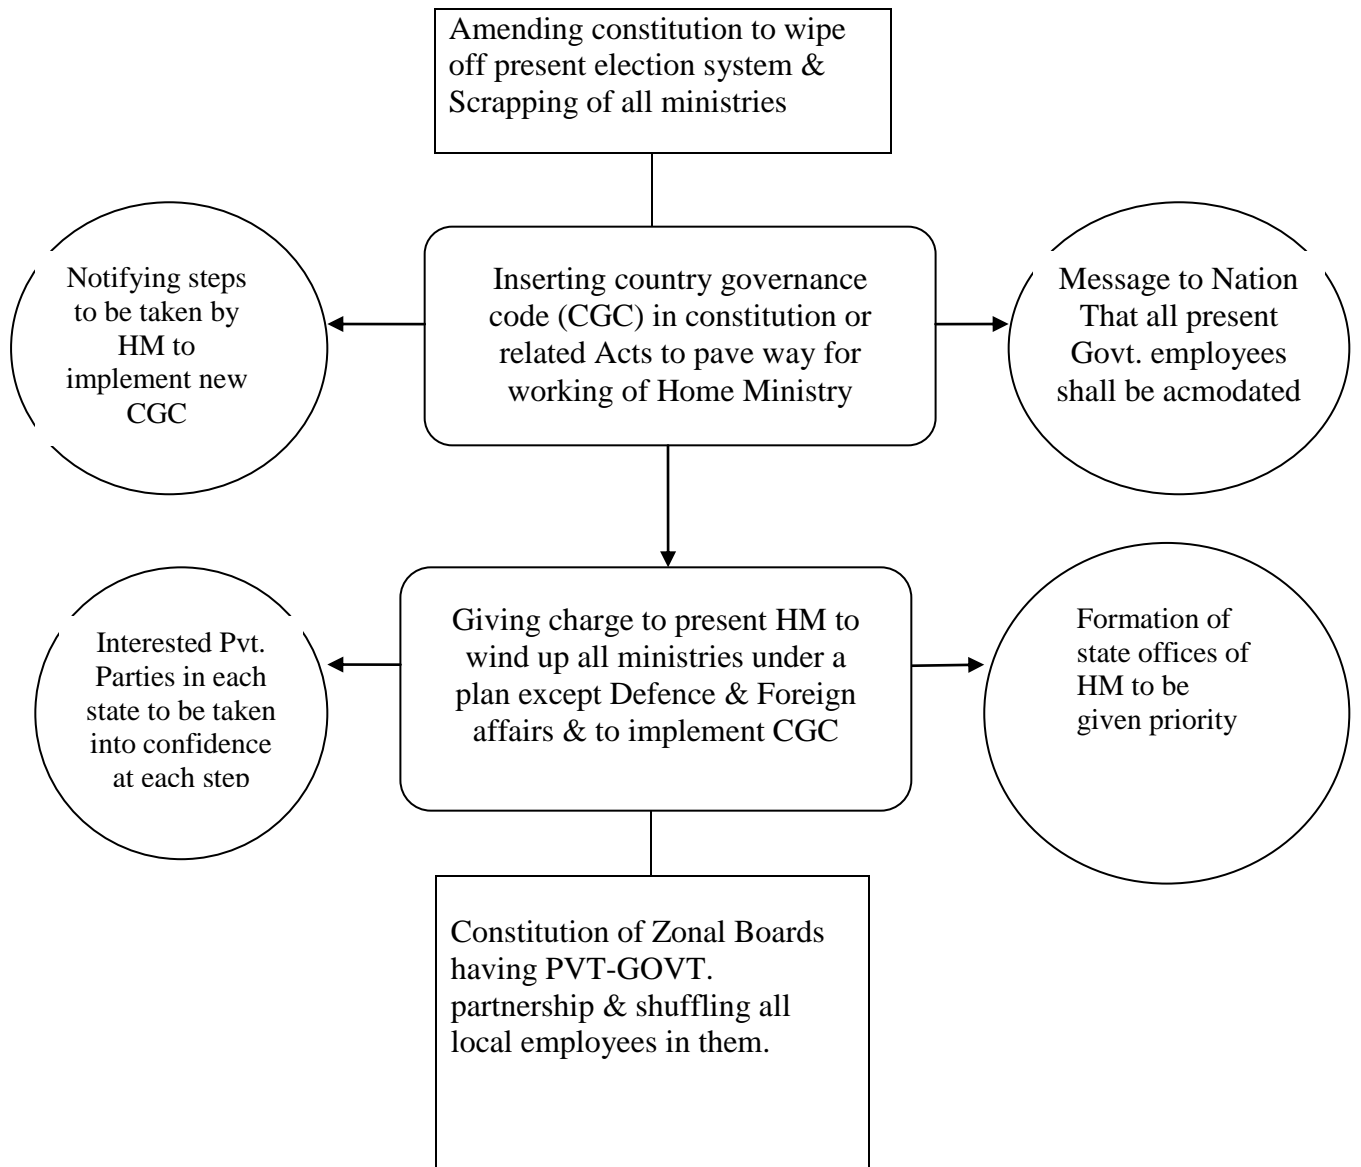 Amending constitution to wipe
off present election system &
Scrapping of all ministries
Notifying steps
to be taken by
HM to
implement new
CGC
Inserting country governance
code (CGC) in constitution or
related Acts to pave way for
working of Home Ministry
Message to Nation
That all present
Govt. employees
shall be acmodated
Interested Pvt.
Parties in each
state to be taken
into confidence
at each step
Giving charge to present HM to
wind up all ministries under a
plan except Defence & Foreign
affairs & to implement CGC
Formation of
state offices of
HM to be
given priority
Constitution of Zonal Boards
having PVT-GOVT.
partnership & shuffling all
local employees in them.